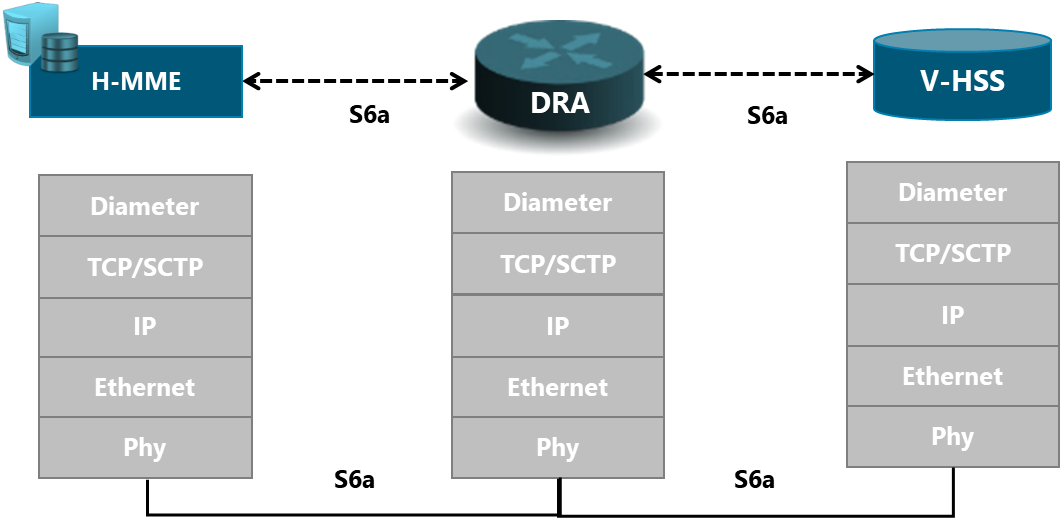 H-MME
S6a
DRA
S6a
V-HSS
Diameter
TCP/SCTP
IP
Ethernet
Phy
Diameter
TCP/SCTP
IP
Ethernet
Phy
Diameter
TCP/SCTP
IP
Ethernet
Phy
S6a
S6a